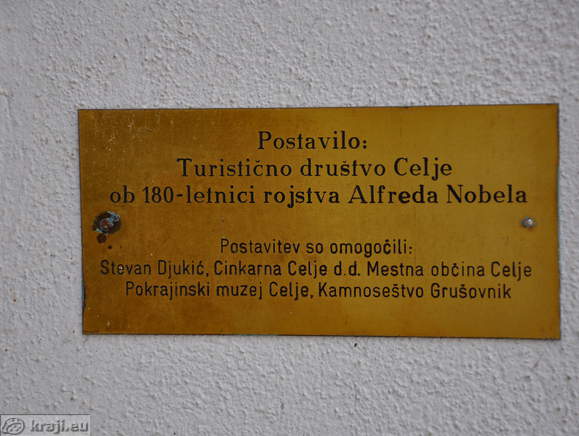 Postavilo:
Turistično društvo Celje
ob 180-letnici rojstva Alfreda Nobela
Postavitev so omogočili:
Stevan Djukić, Cinkarna Celje d.d. Mestna občina Celje
Pokrajinski muzej Celje, Kamnoseštvo Grušovnik
kraji.eu